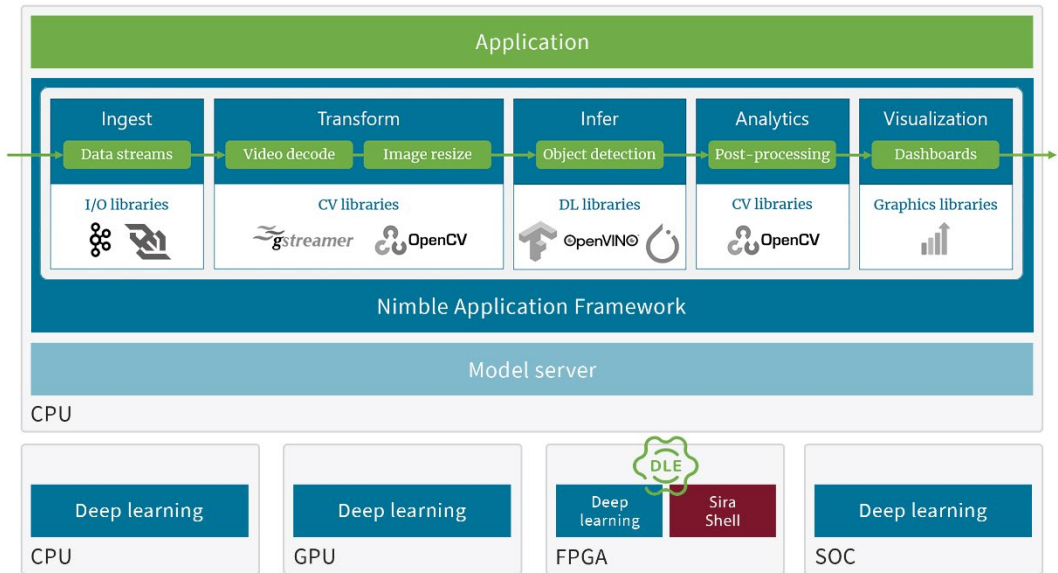 Application
Ingest
Transform
Infer
Analytics
Visualization
Data streams
Video decode
Image resize
Object detection
Post-processing
Dashboards
I/O libraries
CV libraries
DL libraries
CV libraries
Graphics libraries
gstreamer
OpenCV
OpenVINO
OpenCV
Nimble Application Framework
Model server
CPU
Deep learning
CPU
Deep learning
GPU
DLE
Deep
learning
Sira
Shell
FPGA
Deep learning
SOC